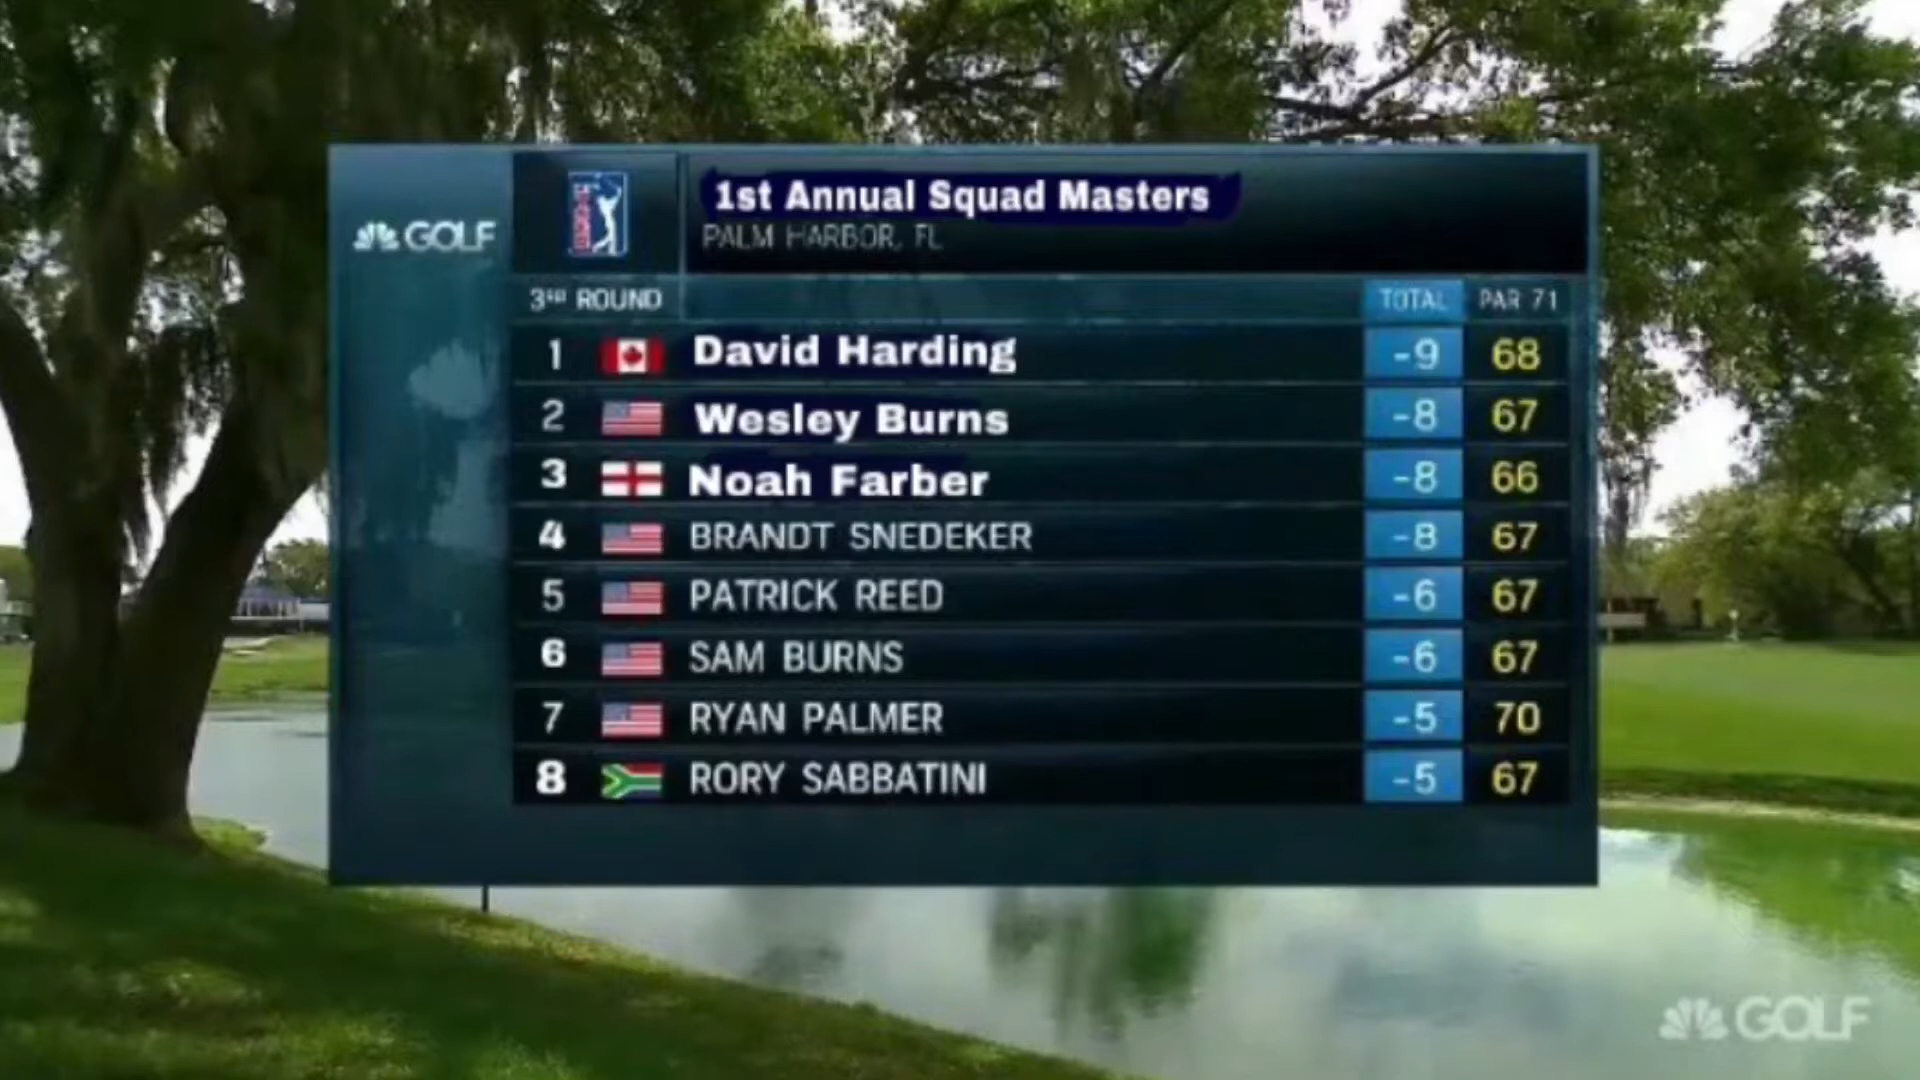 GOLF
1st Annual Squad Masters
PALM HARBOR, FL
3RD ROUND TOTAL PAR 71
1 David Harding -9 68
2 Wesley Burns -8 67
3 Noah Farber -8 66
4 BRANDT SNEDEKER -8 67
5 PATRICK REED -6 67
6 SAM BURNS -6 67
7 RYAN PALMER -5 70
8 RORY SABBATINI -5 67
GOLF